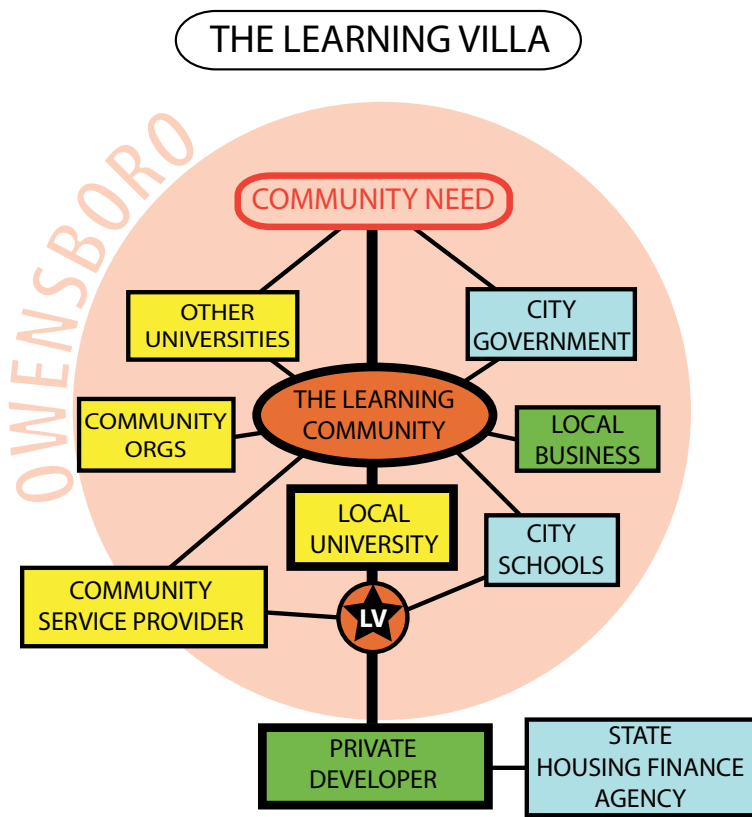 THE LEARNING VILLA
OWENSBORO
COMMUNITY NEED
OTHER
UNIVERSITIES
CITY
GOVERNMENT
THE LEARNING
COMMUNITY
COMMUNITY
ORGS
LOCAL
BUSINESS
LOCAL
UNIVERSITY
CITY
SCHOOLS
COMMUNITY
SERVICE PROVIDER
LV
PRIVATE
DEVELOPER
STATE
HOUSING FINANCE
AGENCY